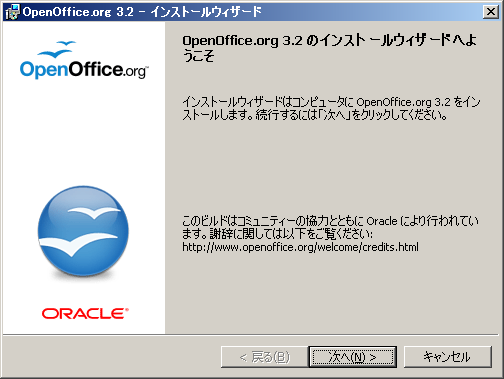 OpenOffice.org 3.2 - インストールウィザード
OpenOffice.org™
OpenOffice.org 3.2 のインストールウィザードへよ
うこそ
インストールウィザードはコンピュータに OpenOffice.org 3.2 をイ
ンストールします。続行するには「次へ」をクリックしてください。
このビルドはコミュニティーの協力とともに Oracle により行われてい
ます。謝辞に関しては以下をご覧ください:
http://www.openoffice.org/welcome/credits.html
ORACLE®
< 戻る(B)
次へ(N) >
キャンセル